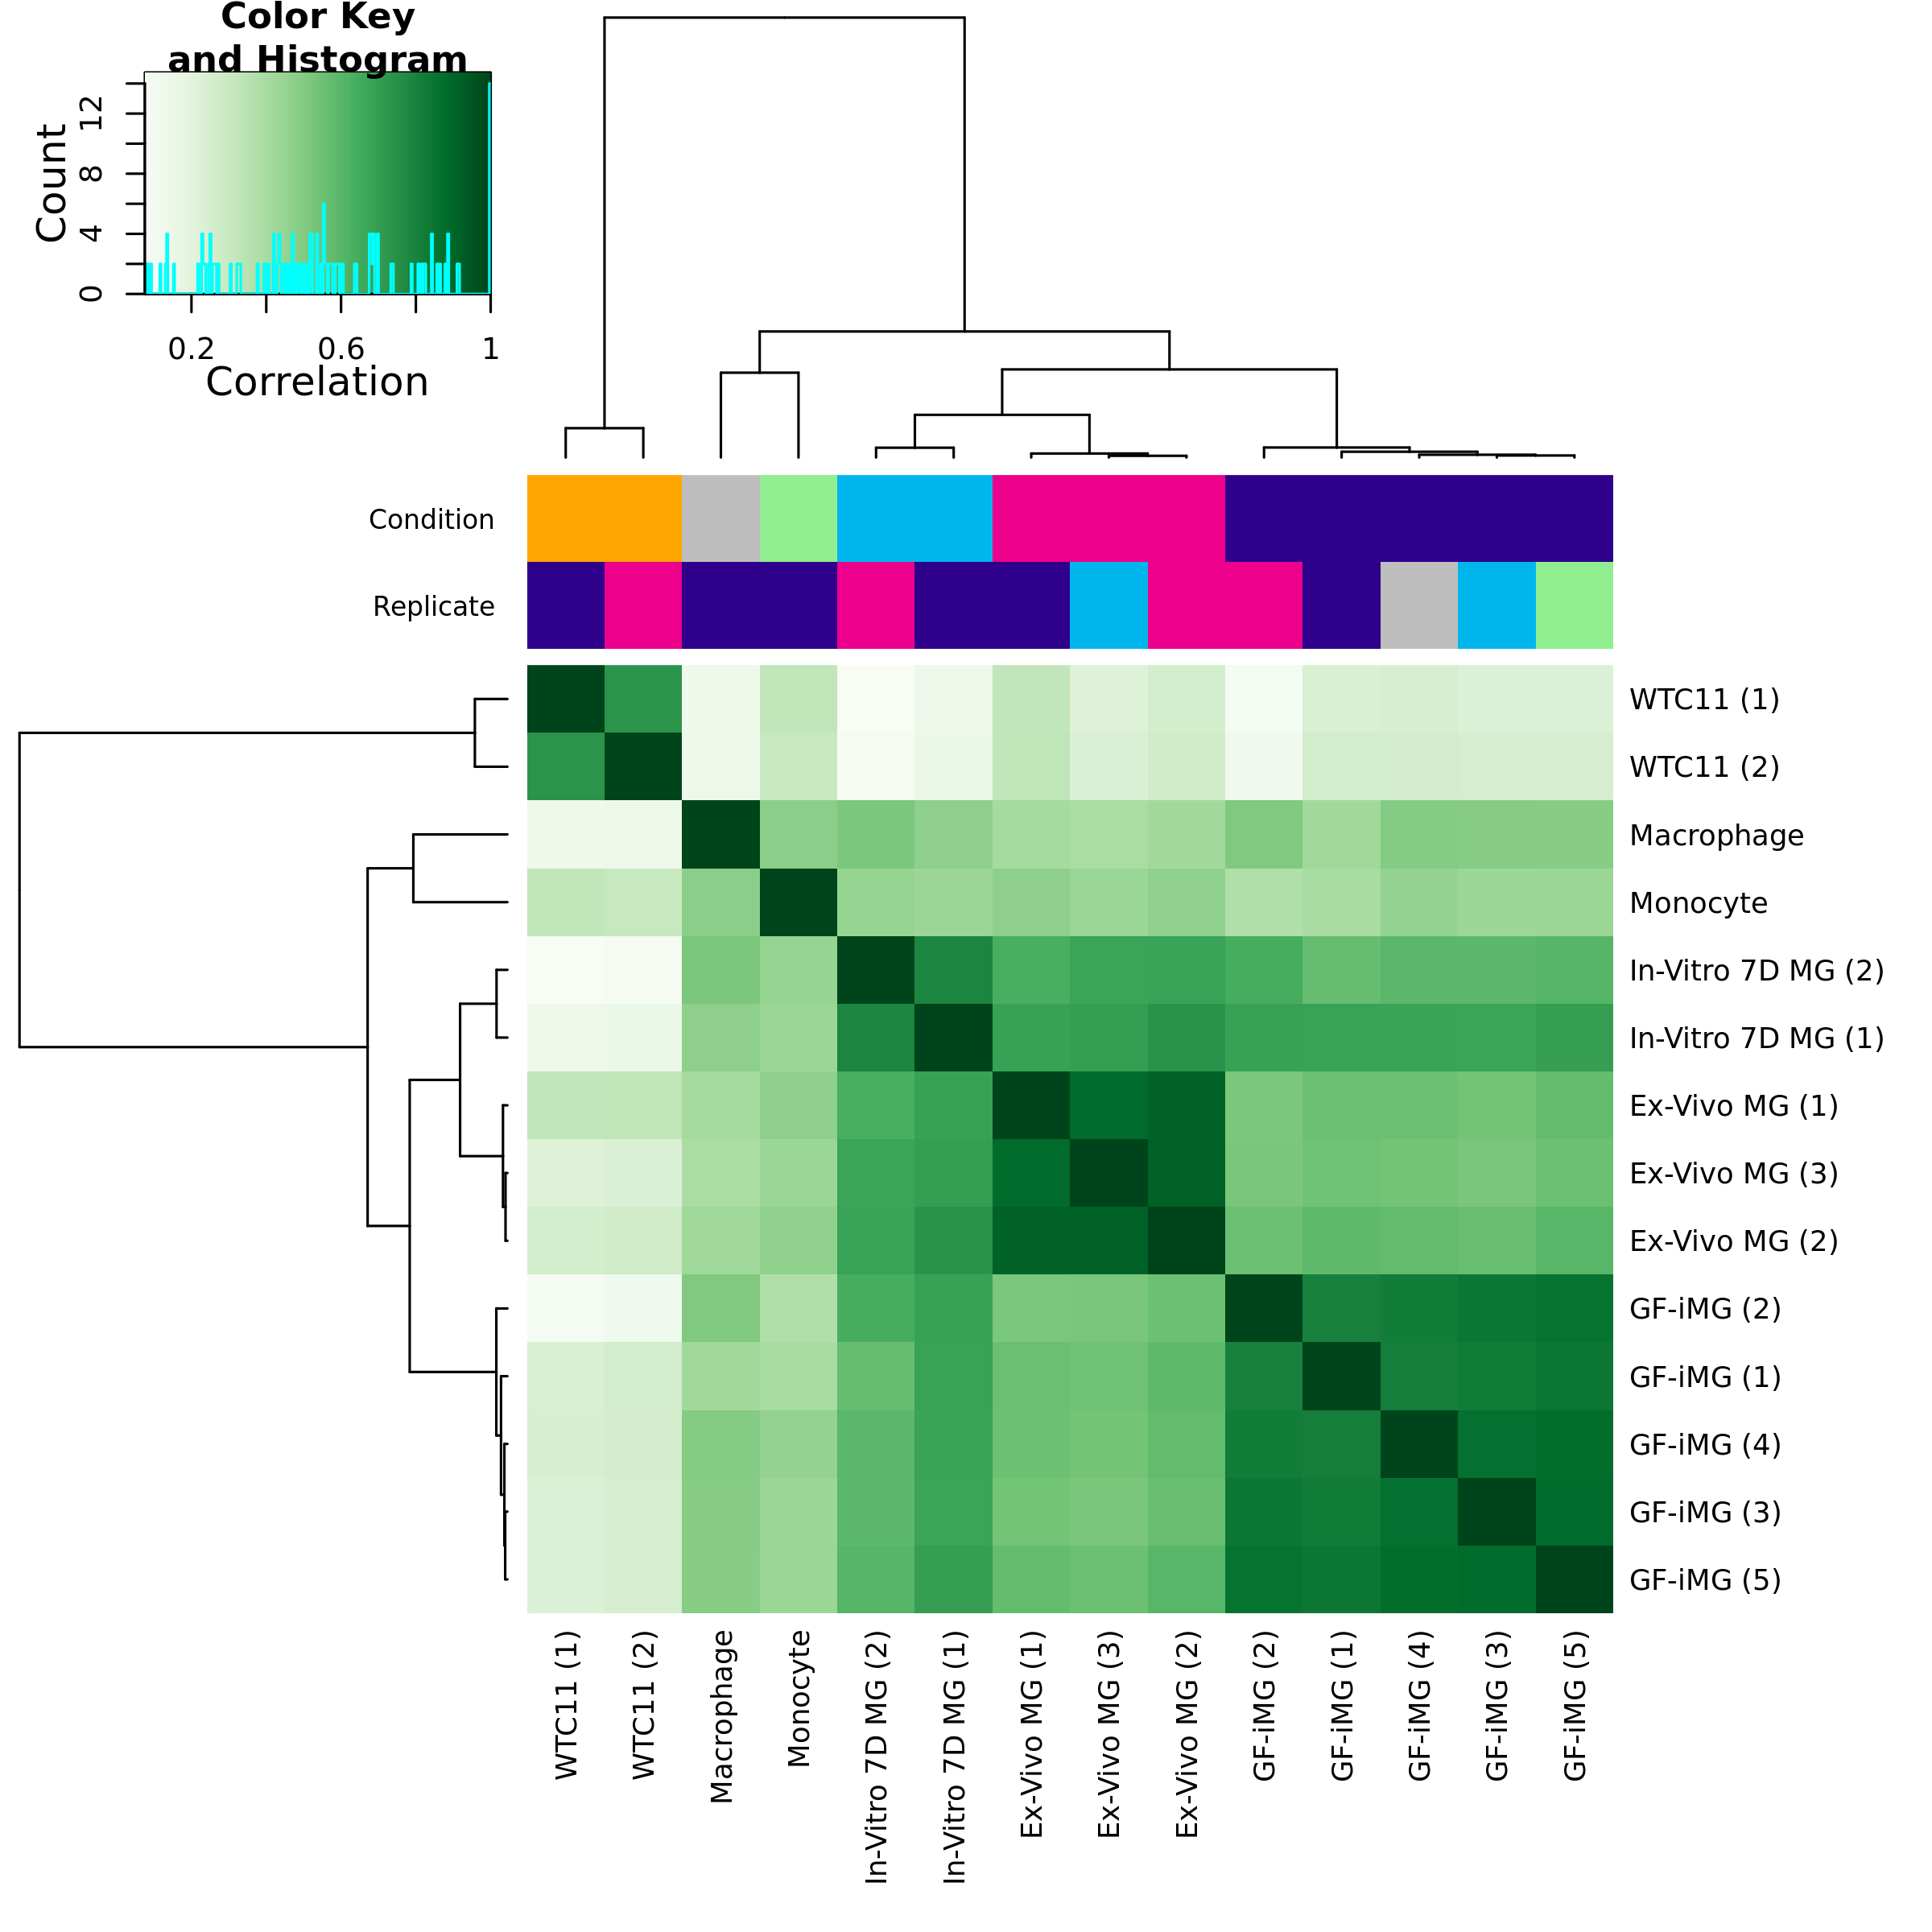 Color Key
and Histogram
Count
0 4 8 12
0.2 0.6 1
Correlation
Condition
Replicate
WTC11 (1)
WTC11 (2)
Macrophage
Monocyte
In-Vitro 7D MG (2)
In-Vitro 7D MG (1)
Ex-Vivo MG (1)
Ex-Vivo MG (3)
Ex-Vivo MG (2)
GF-iMG (2)
GF-iMG (1)
GF-iMG (4)
GF-iMG (3)
GF-iMG (5)
WTC11 (1)
WTC11 (2)
Macrophage
Monocyte
In-Vitro 7D MG (2)
In-Vitro 7D MG (1)
Ex-Vivo MG (1)
Ex-Vivo MG (3)
Ex-Vivo MG (2)
GF-iMG (2)
GF-iMG (1)
GF-iMG (4)
GF-iMG (3)
GF-iMG (5)